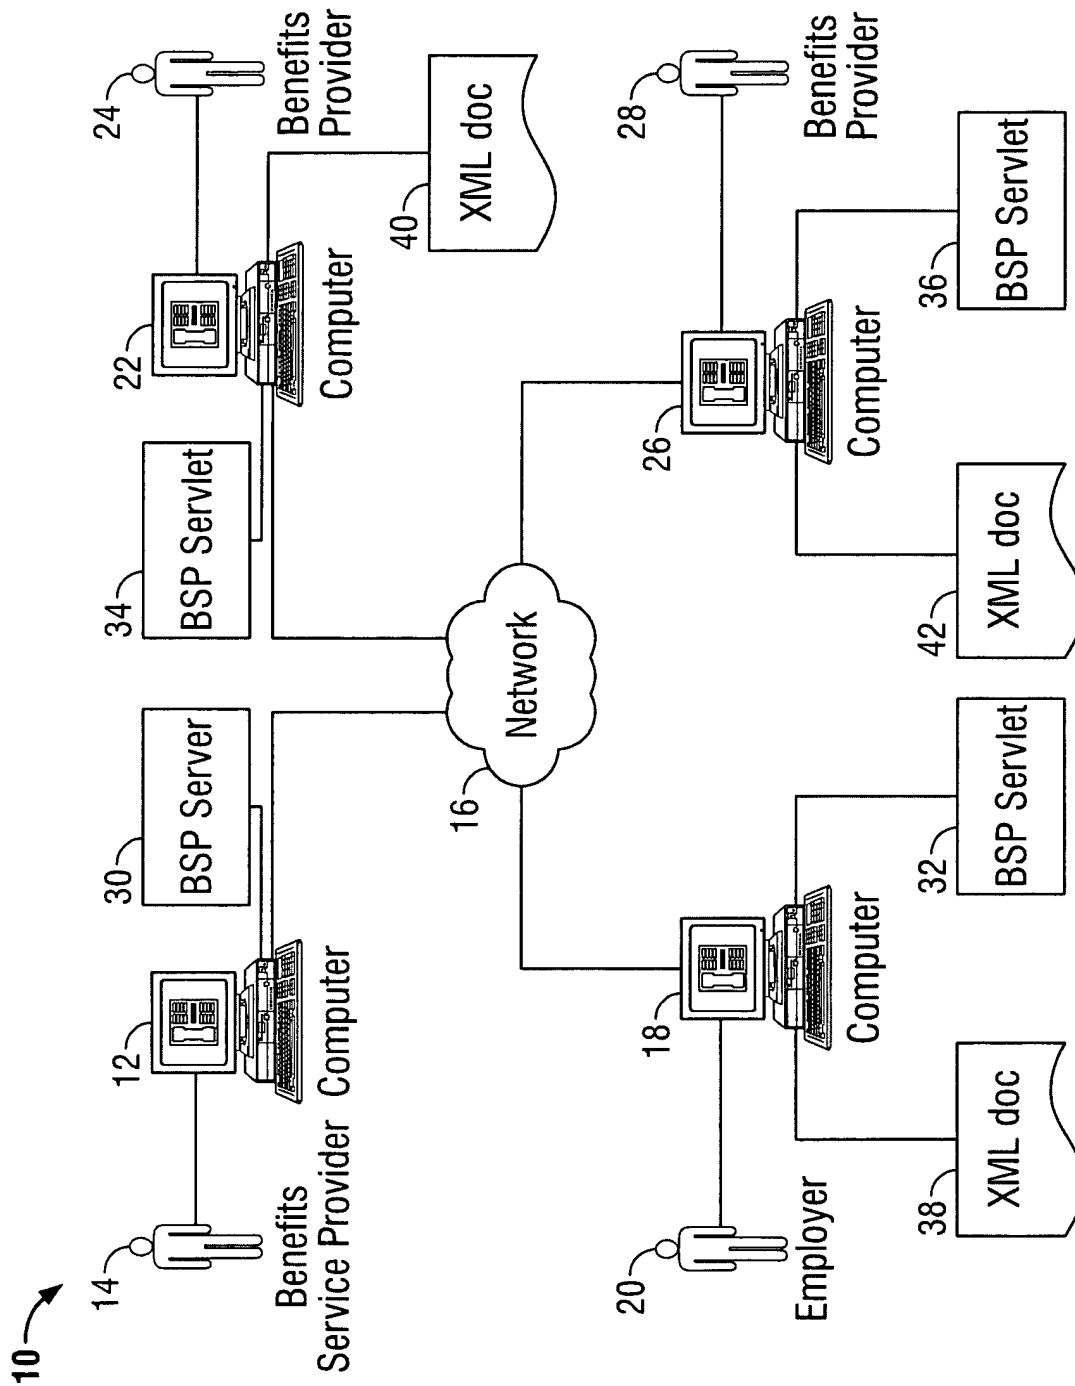 10
14
12
30
34
22
24
Benefits
Service Provider
Computer
BSP Server
BSP Servlet
Computer
Benefits
Provider
40
XML doc
16
Network
20
18
26
28
Employer
Computer
Computer
Benefits
Provider
38
XML doc
32
BSP Servlet
42
XML doc
36
BSP Servlet